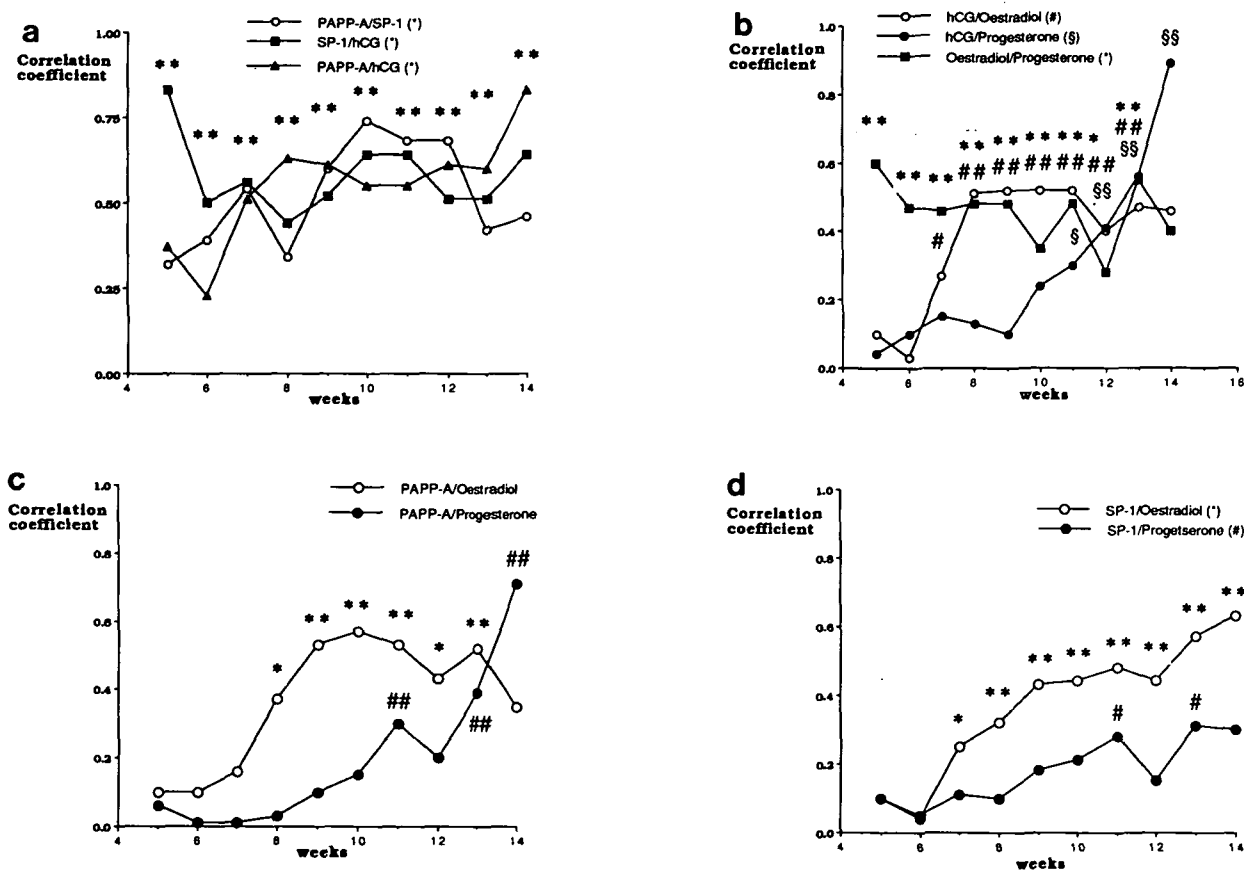 a
Correlation
coefficient
PAPP-A/SP-1 (*)
SP-1/hCG (*)
PAPP-A/hCG (*)
1.00
0.75
0.50
0.25
0.00
** ** ** ** ** ** ** ** ** **
4 6 8 10 12 14
weeks
b
Correlation
coefficient
hCG/Oestradiol (#)
hCG/Progesterone (§)
Oestradiol/Progesterone (*)
1.0
0.8
0.6
0.4
0.2
0.0
§§
** ** ** ** ** ** ** * **
# ## ## ## ## ## ##
§ §§ §§
4 6 8 10 12 14 16
weeks
c
Correlation
coefficient
PAPP-A/Oestradiol
PAPP-A/Progesterone
1.0
0.8
0.6
0.4
0.2
0.0
* ** ** ** * **
## ## ##
4 6 8 10 12 14
weeks
d
Correlation
coefficient
SP-1/Oestradiol (*)
SP-1/Progetserone (#)
1.0
0.8
0.6
0.4
0.2
0.0
* ** ** ** ** ** ** **
# #
4 6 8 10 12 14
weeks